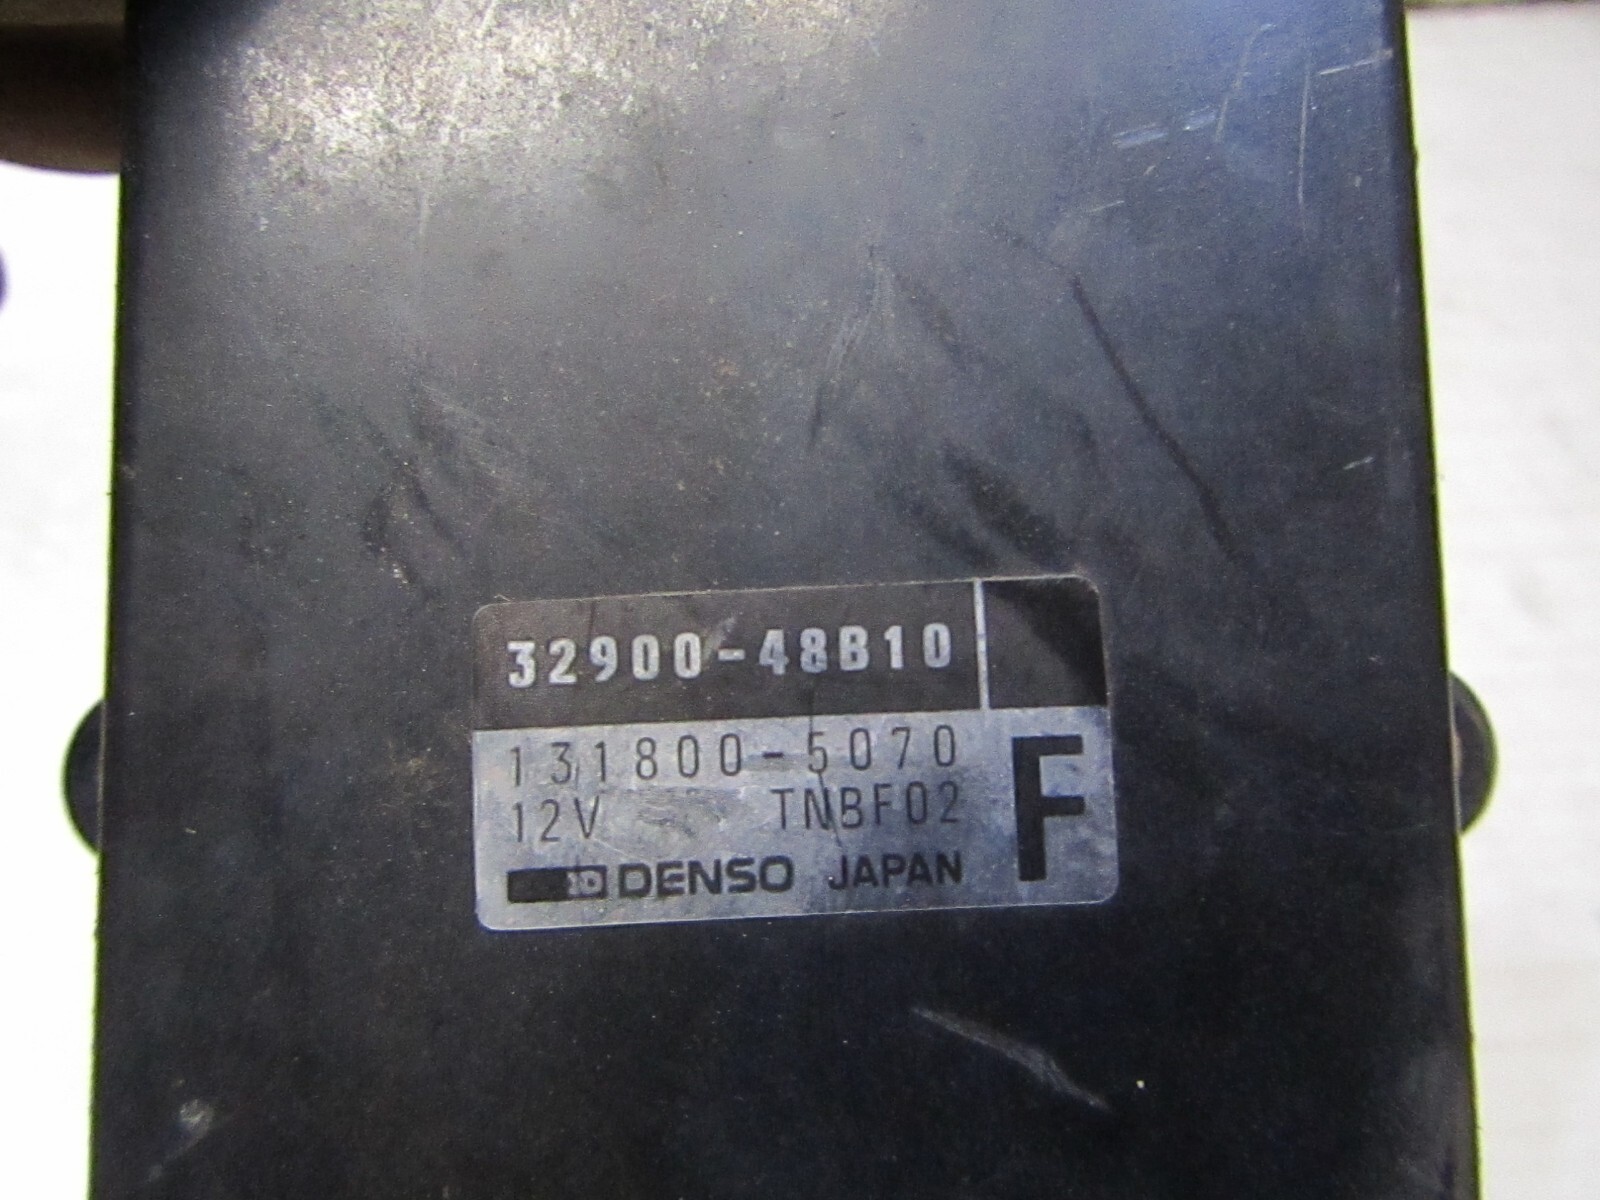 32900-48B10
131800-5070
12V TNBF02
F
DENSO JAPAN